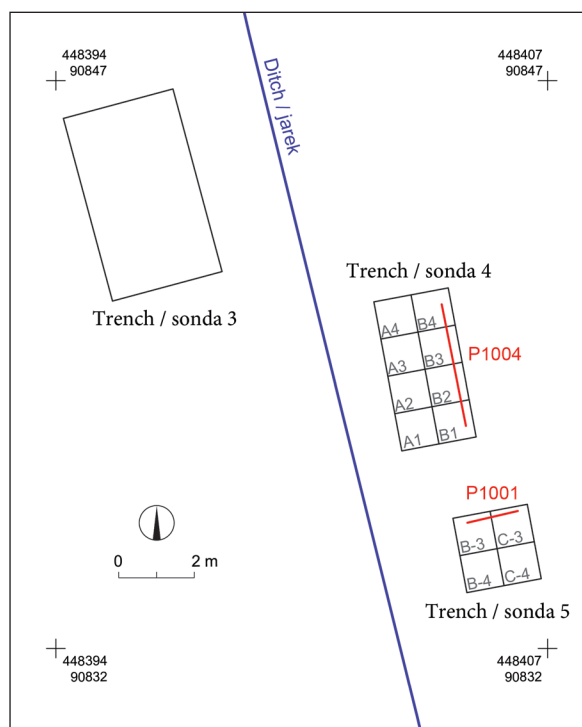 448394
90847
448407
90847
Ditch / jarek
Trench / sonda 3
Trench / sonda 4
A4
B4
A3
B3
P1004
A2
B2
A1
B1
P1001
B-3
C-3
B-4
C-4
0
2 m
Trench / sonda 5
448394
90832
448407
90832